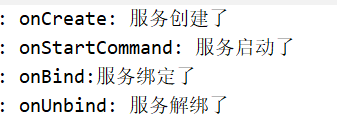 : onCreate: 服务创建了
: onStartCommand: 服务启动了
: onBind:服务绑定了
: onUnbind: 服务解绑了